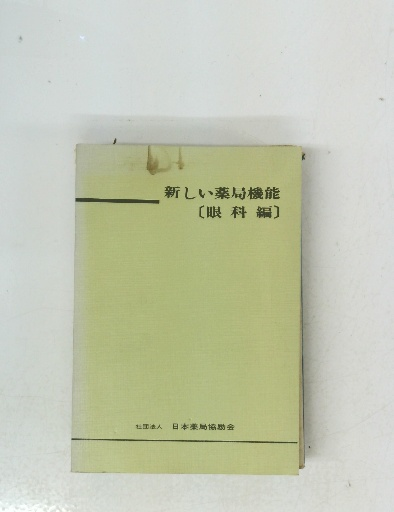 新しい薬局機能
〔眼科編〕
社団法人 日本薬局協励会